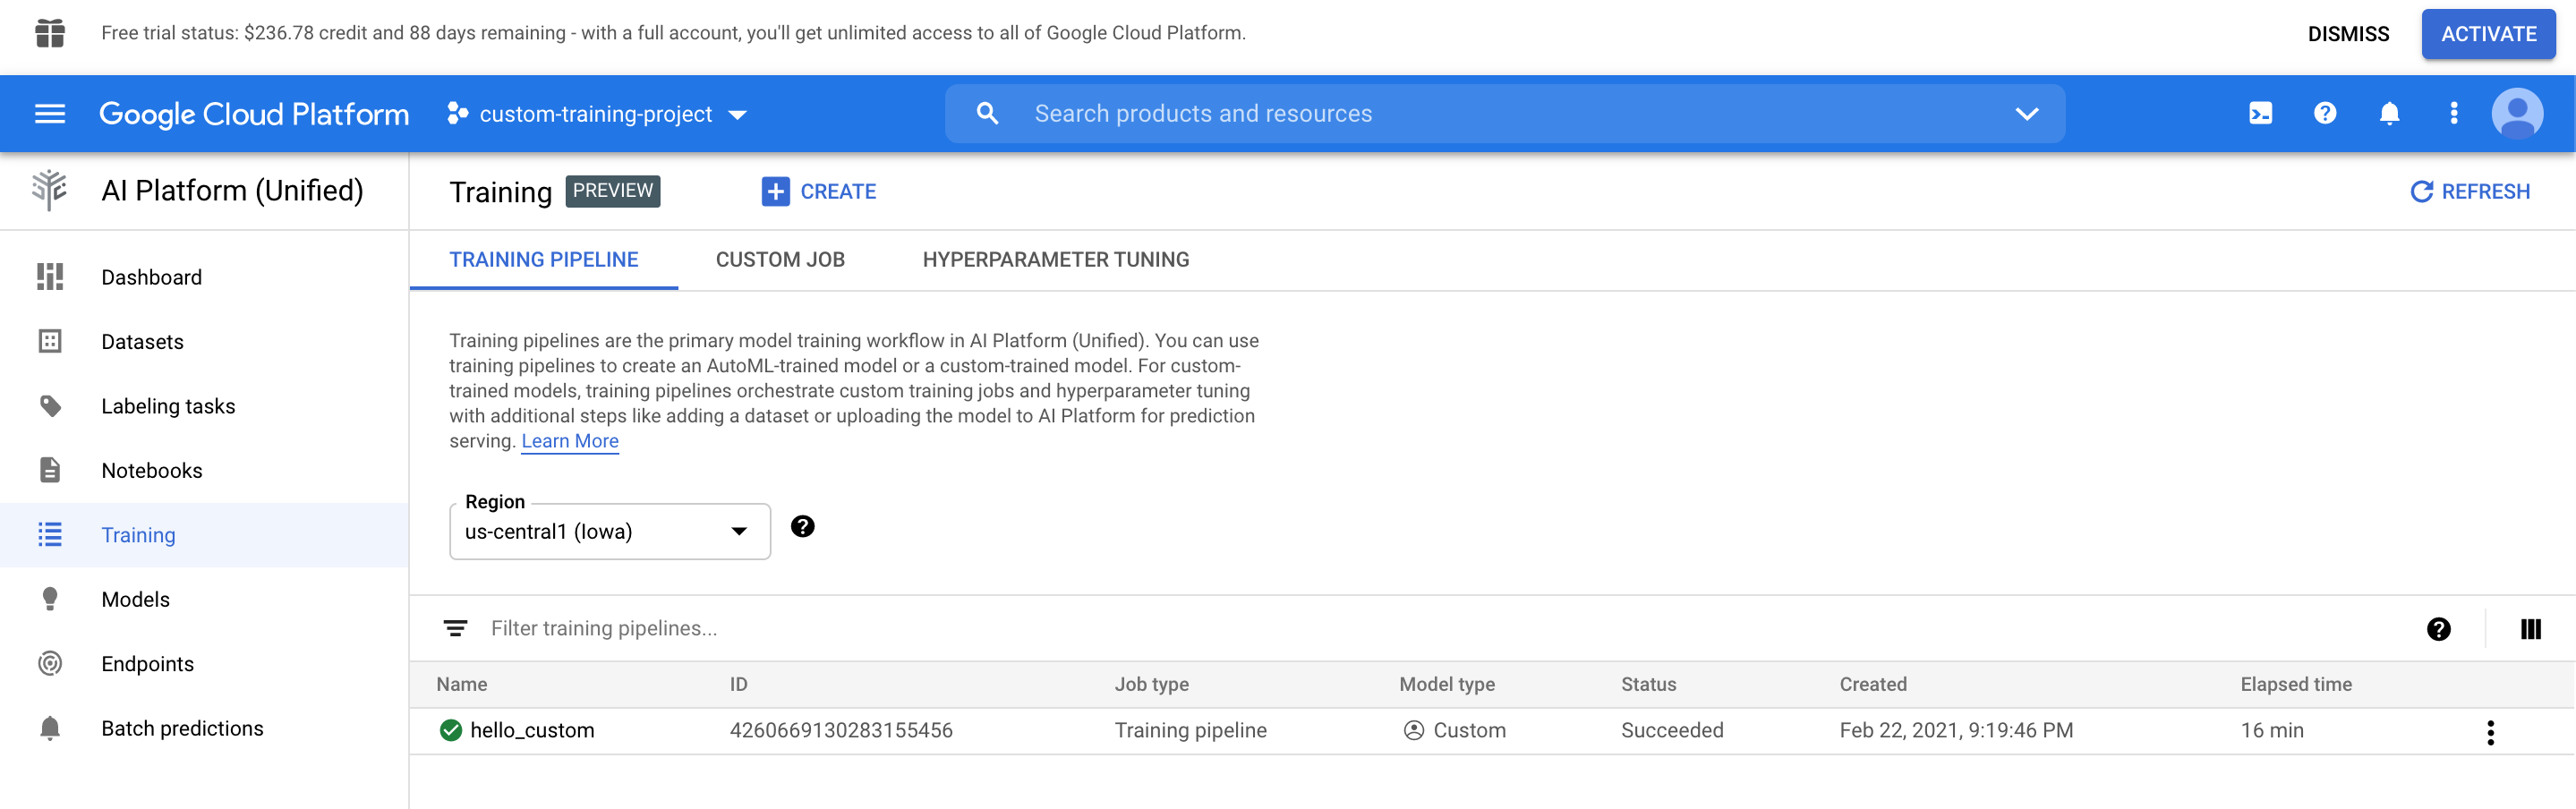 Free trial status: $236.78 credit and 88 days remaining - with a full account, you'll get unlimited access to all of Google Cloud Platform.
DISMISS
ACTIVATE
Google Cloud Platform
custom-training-project
Search products and resources
AI Platform (Unified)
Training
PREVIEW
CREATE
REFRESH
Dashboard
Datasets
Labeling tasks
Notebooks
Training
Models
Endpoints
Batch predictions
TRAINING PIPELINE
CUSTOM JOB
HYPERPARAMETER TUNING
Training pipelines are the primary model training workflow in AI Platform (Unified). You can use
training pipelines to create an AutoML-trained model or a custom-trained model. For custom-
trained models, training pipelines orchestrate custom training jobs and hyperparameter tuning
with additional steps like adding a dataset or uploading the model to AI Platform for prediction
serving. Learn More
Region
us-central1 (Iowa)
Filter training pipelines...
Name ID Job type Model type Status Created Elapsed time
hello_custom 4260669130283155456 Training pipeline Custom Succeeded Feb 22, 2021, 9:19:46 PM 16 min